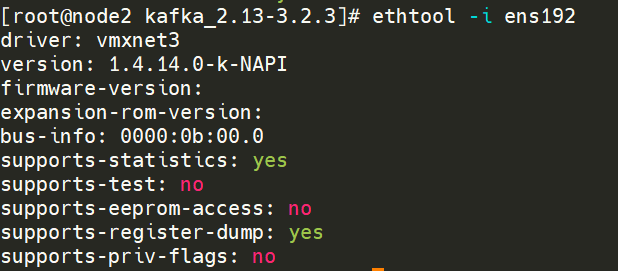 [root@node2 kafka_2.13-3.2.3]# ethtool -i ens192
driver: vmxnet3
version: 1.4.14.0-k-NAPI
firmware-version:
expansion-rom-version:
bus-info: 0000:0b:00.0
supports-statistics: yes
supports-test: no
supports-eeprom-access: no
supports-register-dump: yes
supports-priv-flags: no